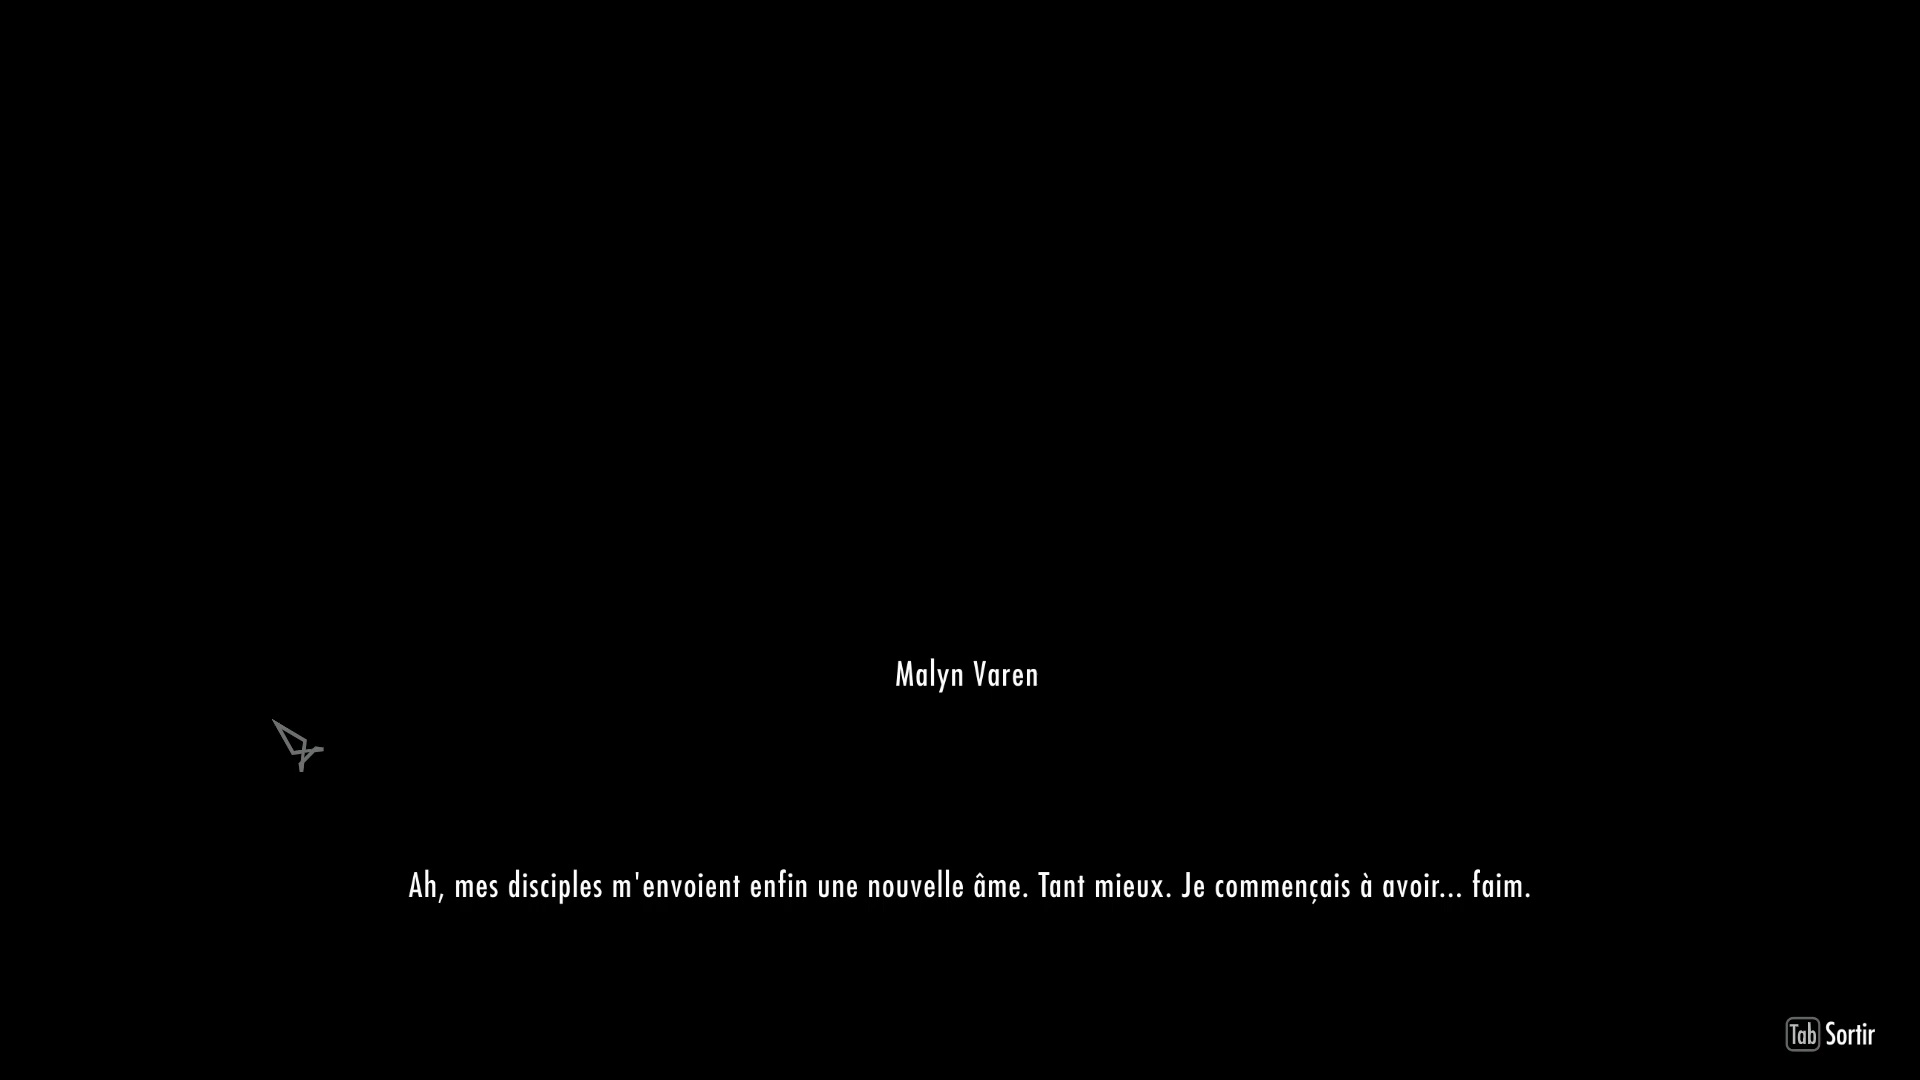 Malyn Varen
Ah, mes disciples m'envoient enfin une nouvelle âme. Tant mieux. Je commençais à avoir... faim.
Tab Sortir